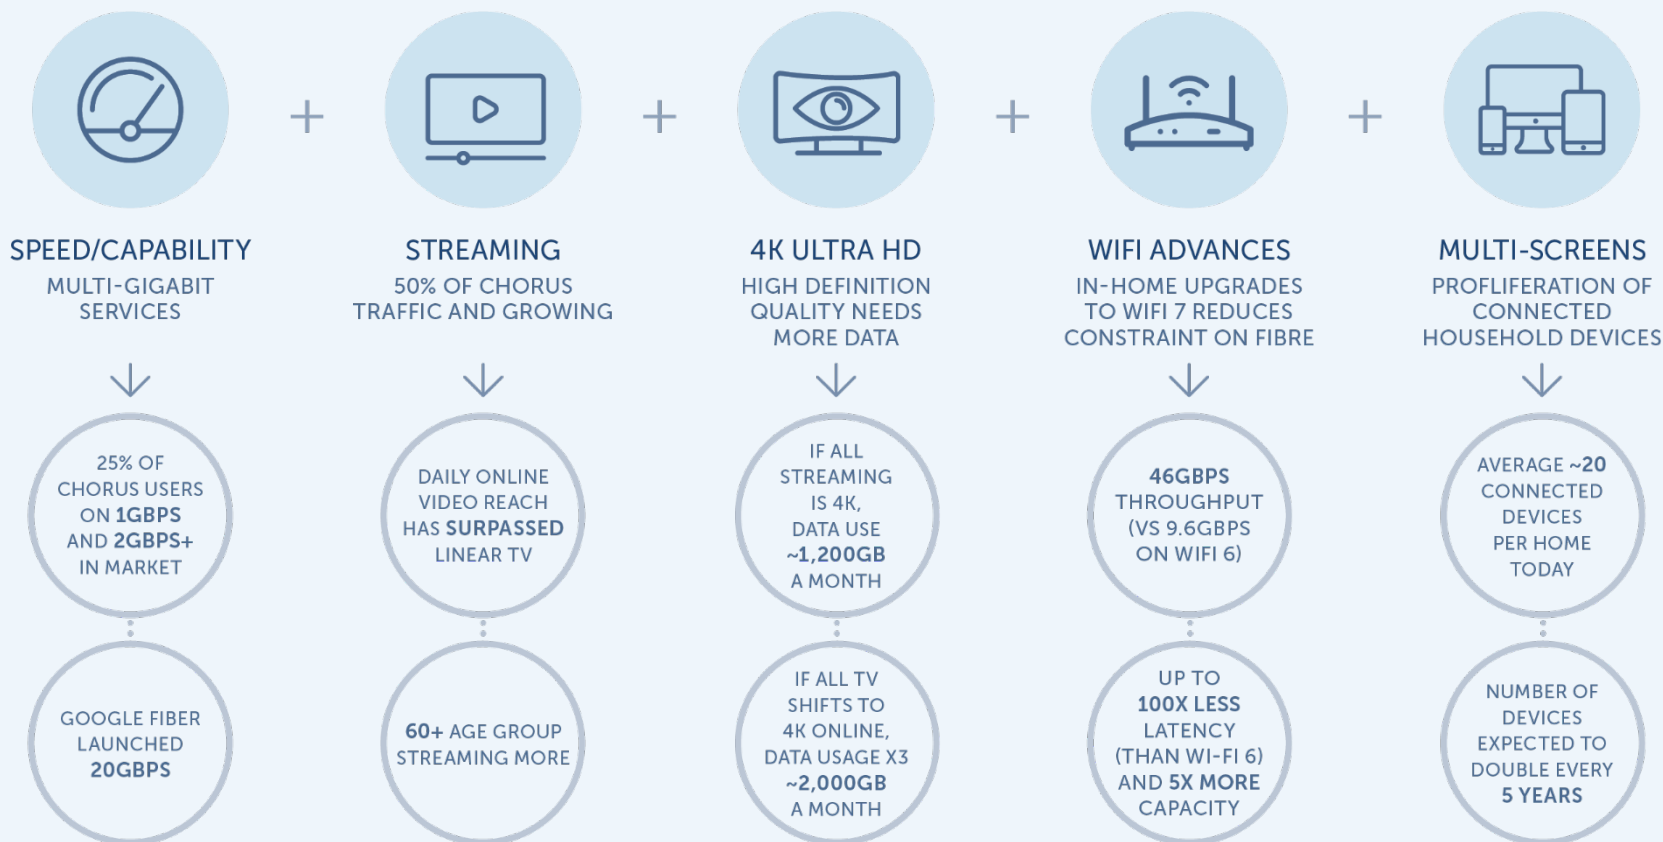 SPEED/CAPABILITY
MULTI-GIGABIT
SERVICES
25% OF
CHORUS USERS
ON 1GBPS
AND 2GBPS+
IN MARKET
GOOGLE FIBER
LAUNCHED
20GBPS
STREAMING
50% OF CHORUS
TRAFFIC AND GROWING
DAILY ONLINE
VIDEO REACH
HAS SURPASSED
LINEAR TV
60+ AGE GROUP
STREAMING MORE
4K ULTRA HD
HIGH DEFINITION
QUALITY NEEDS
MORE DATA
IF ALL
STREAMING
IS 4K,
DATA USE
~1,200GB
A MONTH
IF ALL TV
SHIFTS TO
4K ONLINE,
DATA USAGE X3
~2,000GB
A MONTH
WIFI ADVANCES
IN-HOME UPGRADES
TO WIFI 7 REDUCES
CONSTRAINT ON FIBRE
46GBPS
THROUGHPUT
(VS 9.6GBPS
ON WIFI 6)
UP TO
100X LESS
LATENCY
(THAN WI-FI 6)
AND 5X MORE
CAPACITY
MULTI-SCREENS
PROFLIFERATION OF
CONNECTED
HOUSEHOLD DEVICES
AVERAGE ~20
CONNECTED
DEVICES
PER HOME
TODAY
NUMBER OF
DEVICES
EXPECTED TO
DOUBLE EVERY
5 YEARS